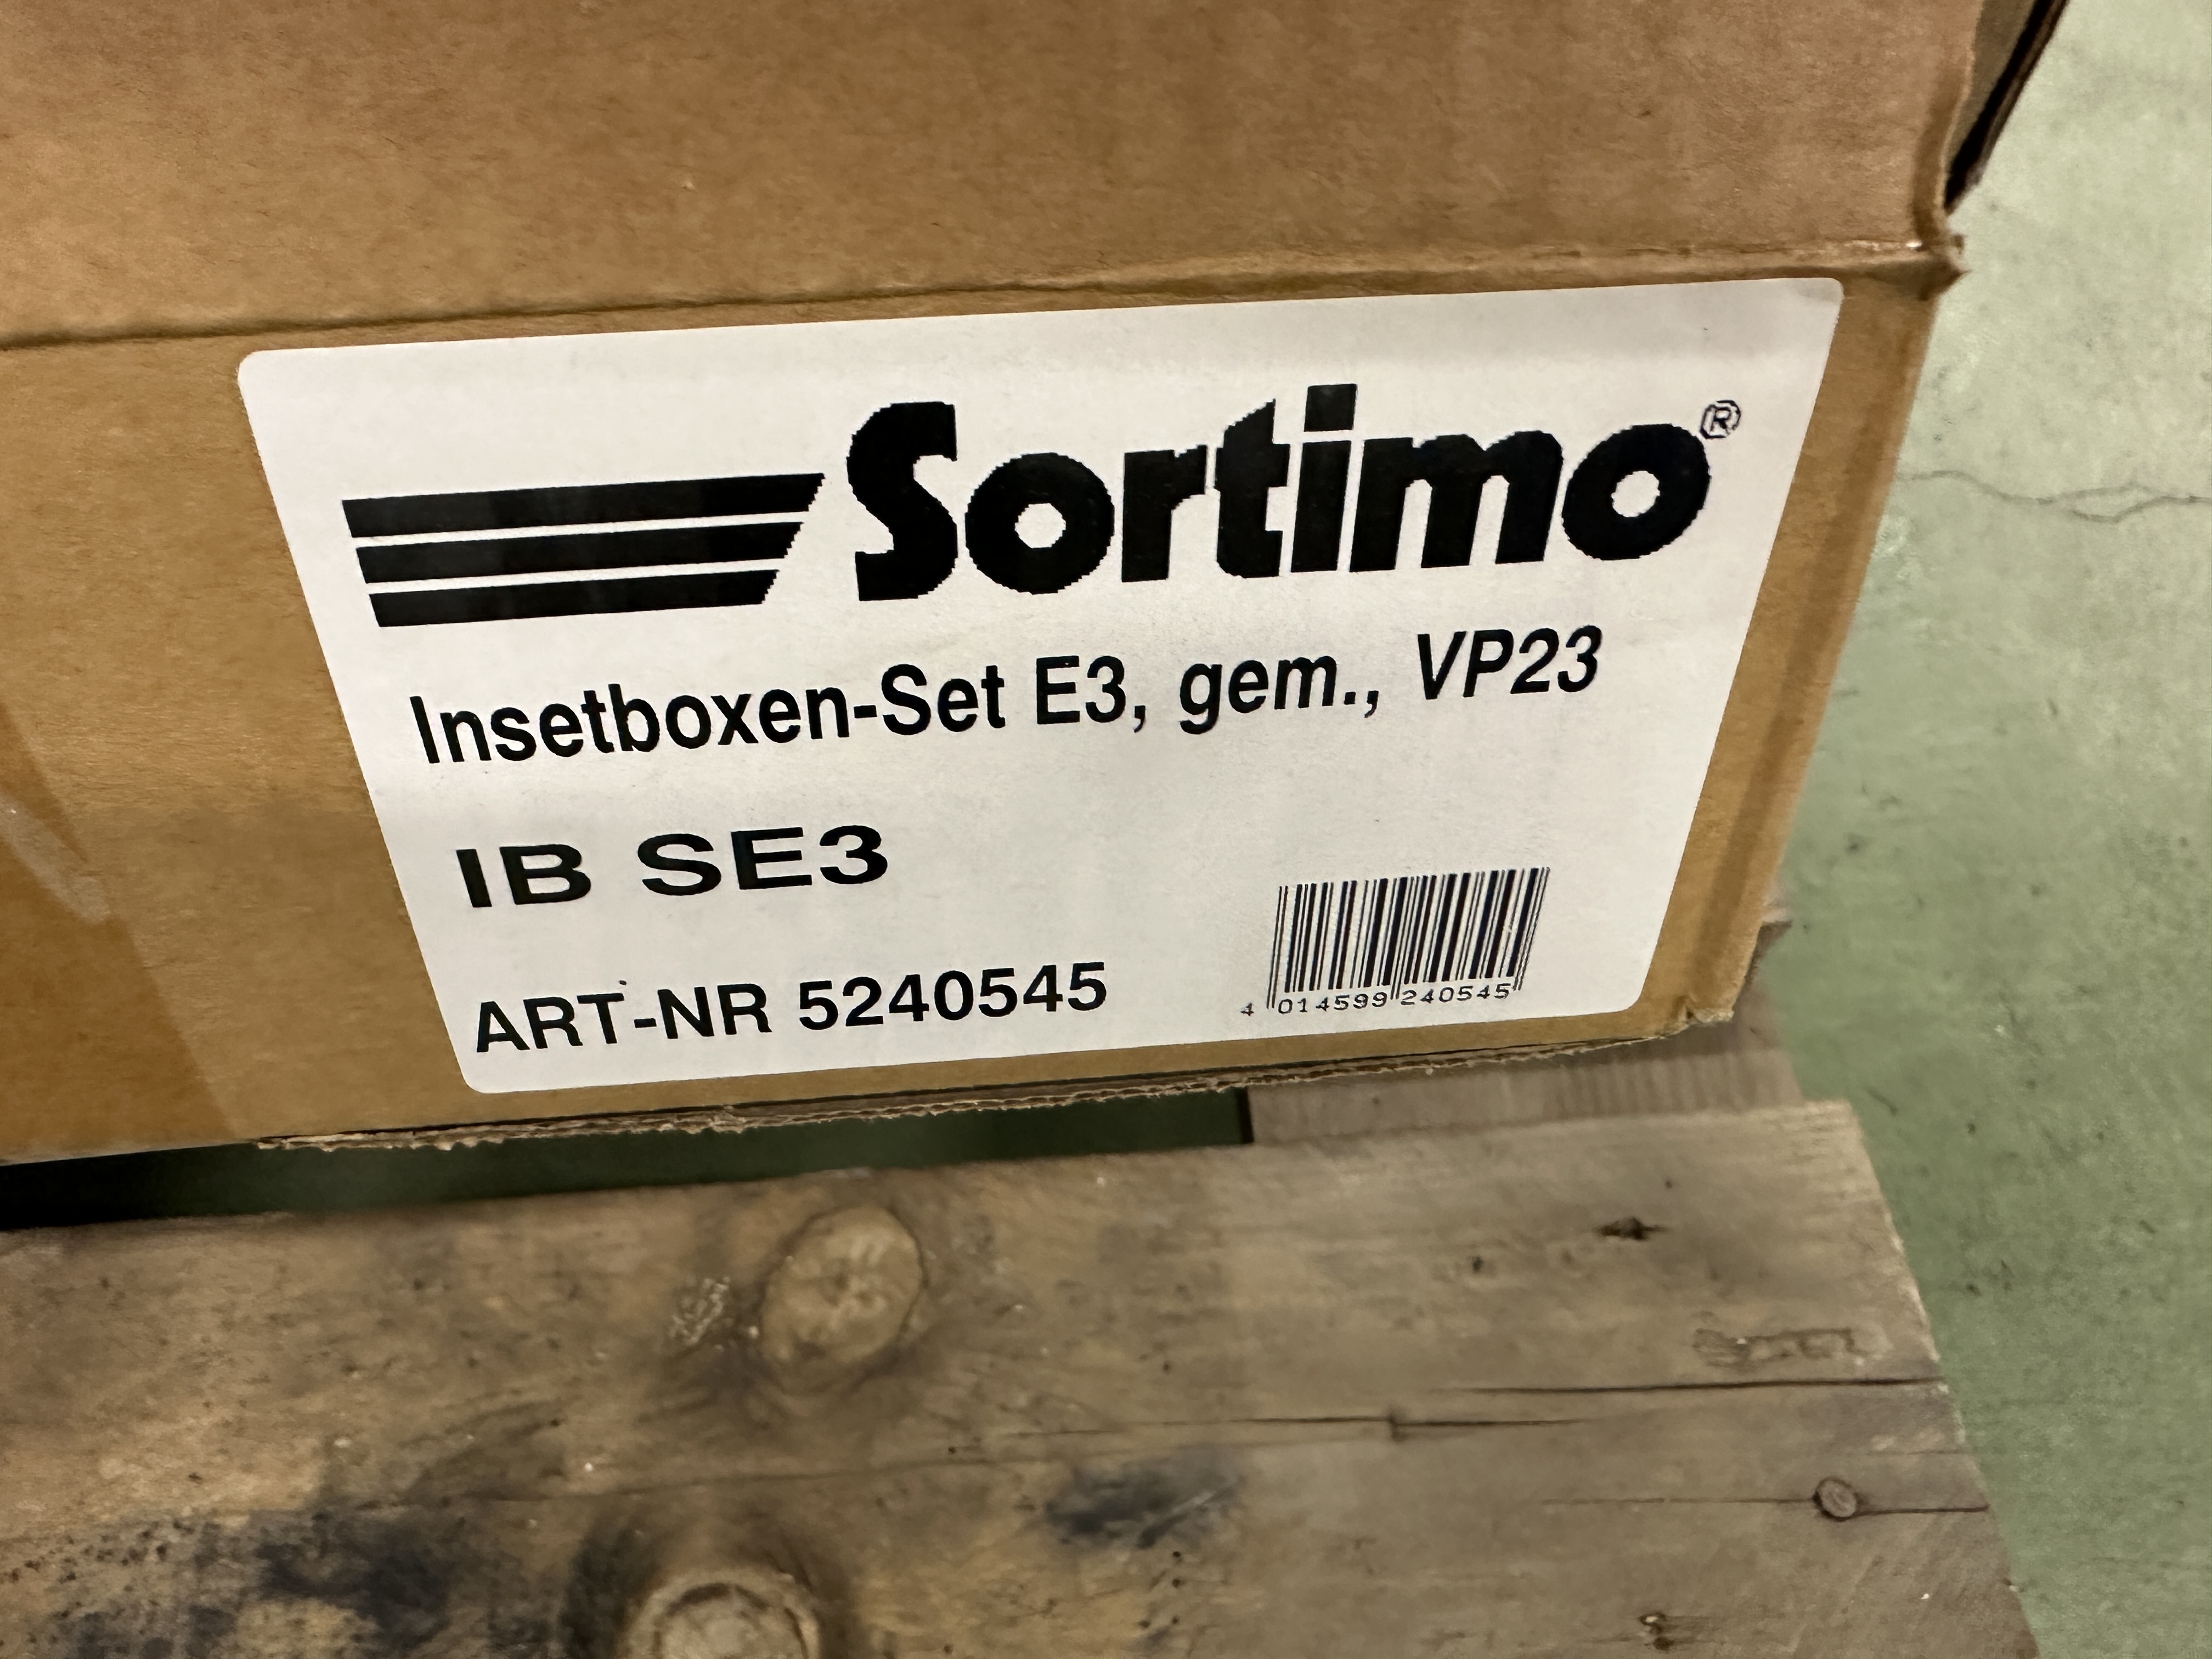 Sortimo®
Insetboxen-Set E3, gem., VP23
IB SE3
ART-NR 5240545
4 014599 240545